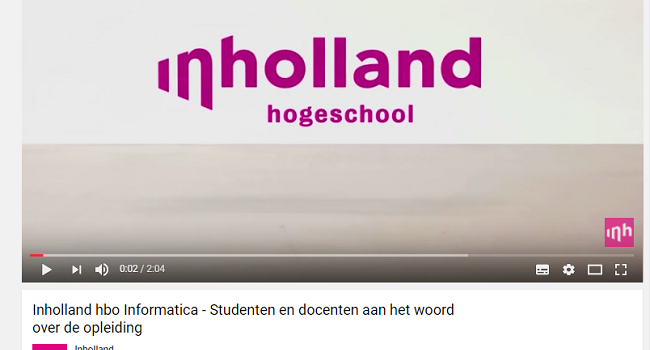 inholland
hogeschool
inh
0:02 / 2:04
Inholland hbo Informatica - Studenten en docenten aan het woord
over de opleiding
Inholland